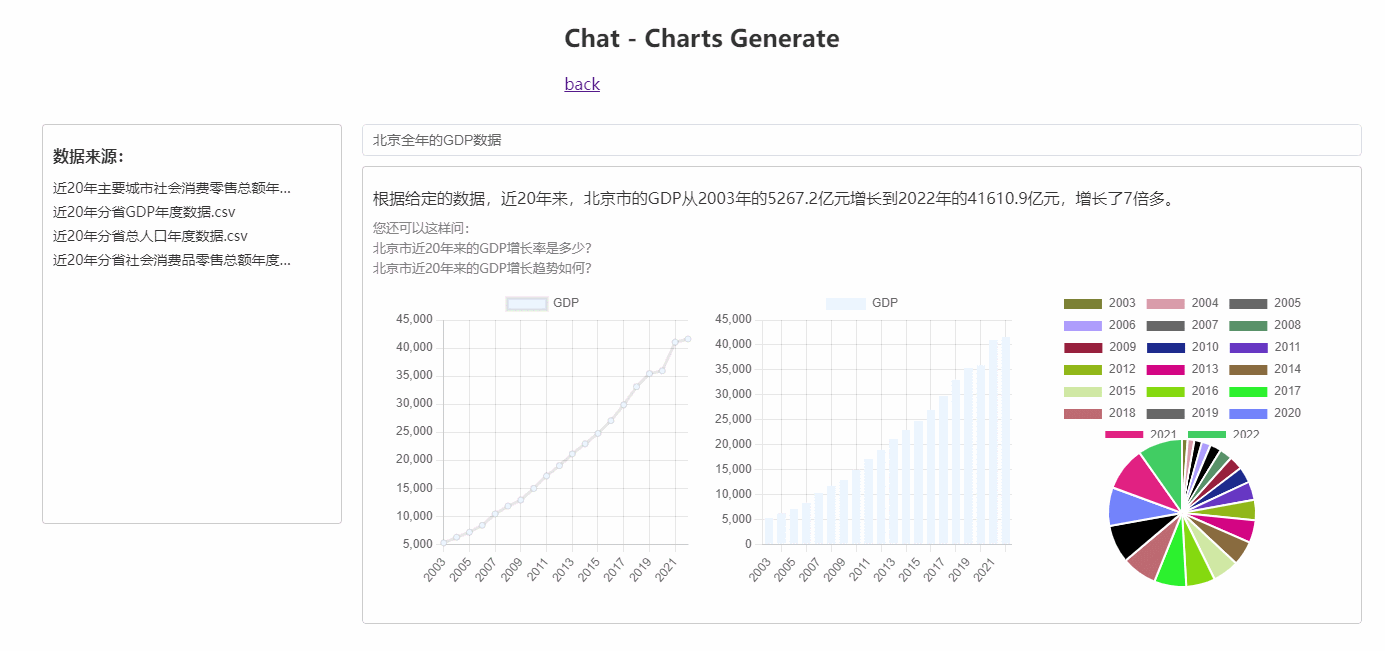 Chat - Charts Generate
back
数据来源：
近20年主要城市社会消费零售总额年...
近20年分省GDP年度数据.csv
近20年分省总人口年度数据.csv
近20年分省社会消费品零售总额年度...
北京全年的GDP数据
根据给定的数据，近20年来，北京市的GDP从2003年的5267.2亿元增长到2022年的41610.9亿元，增长了7倍多。
您还可以这样问：
北京市近20年来的GDP增长率是多少？
北京市近20年来的GDP增长趋势如何？
GDP
45,000
40,000
35,000
30,000
25,000
20,000
15,000
10,000
5,000
2003 2005 2007 2009 2011 2013 2015 2017 2019 2021
GDP
45,000
40,000
35,000
30,000
25,000
20,000
15,000
10,000
5,000
0
2003 2005 2007 2009 2011 2013 2015 2017 2019 2021
2003 2004 2005
2006 2007 2008
2009 2010 2011
2012 2013 2014
2015 2016 2017
2018 2019 2020
2021 2022